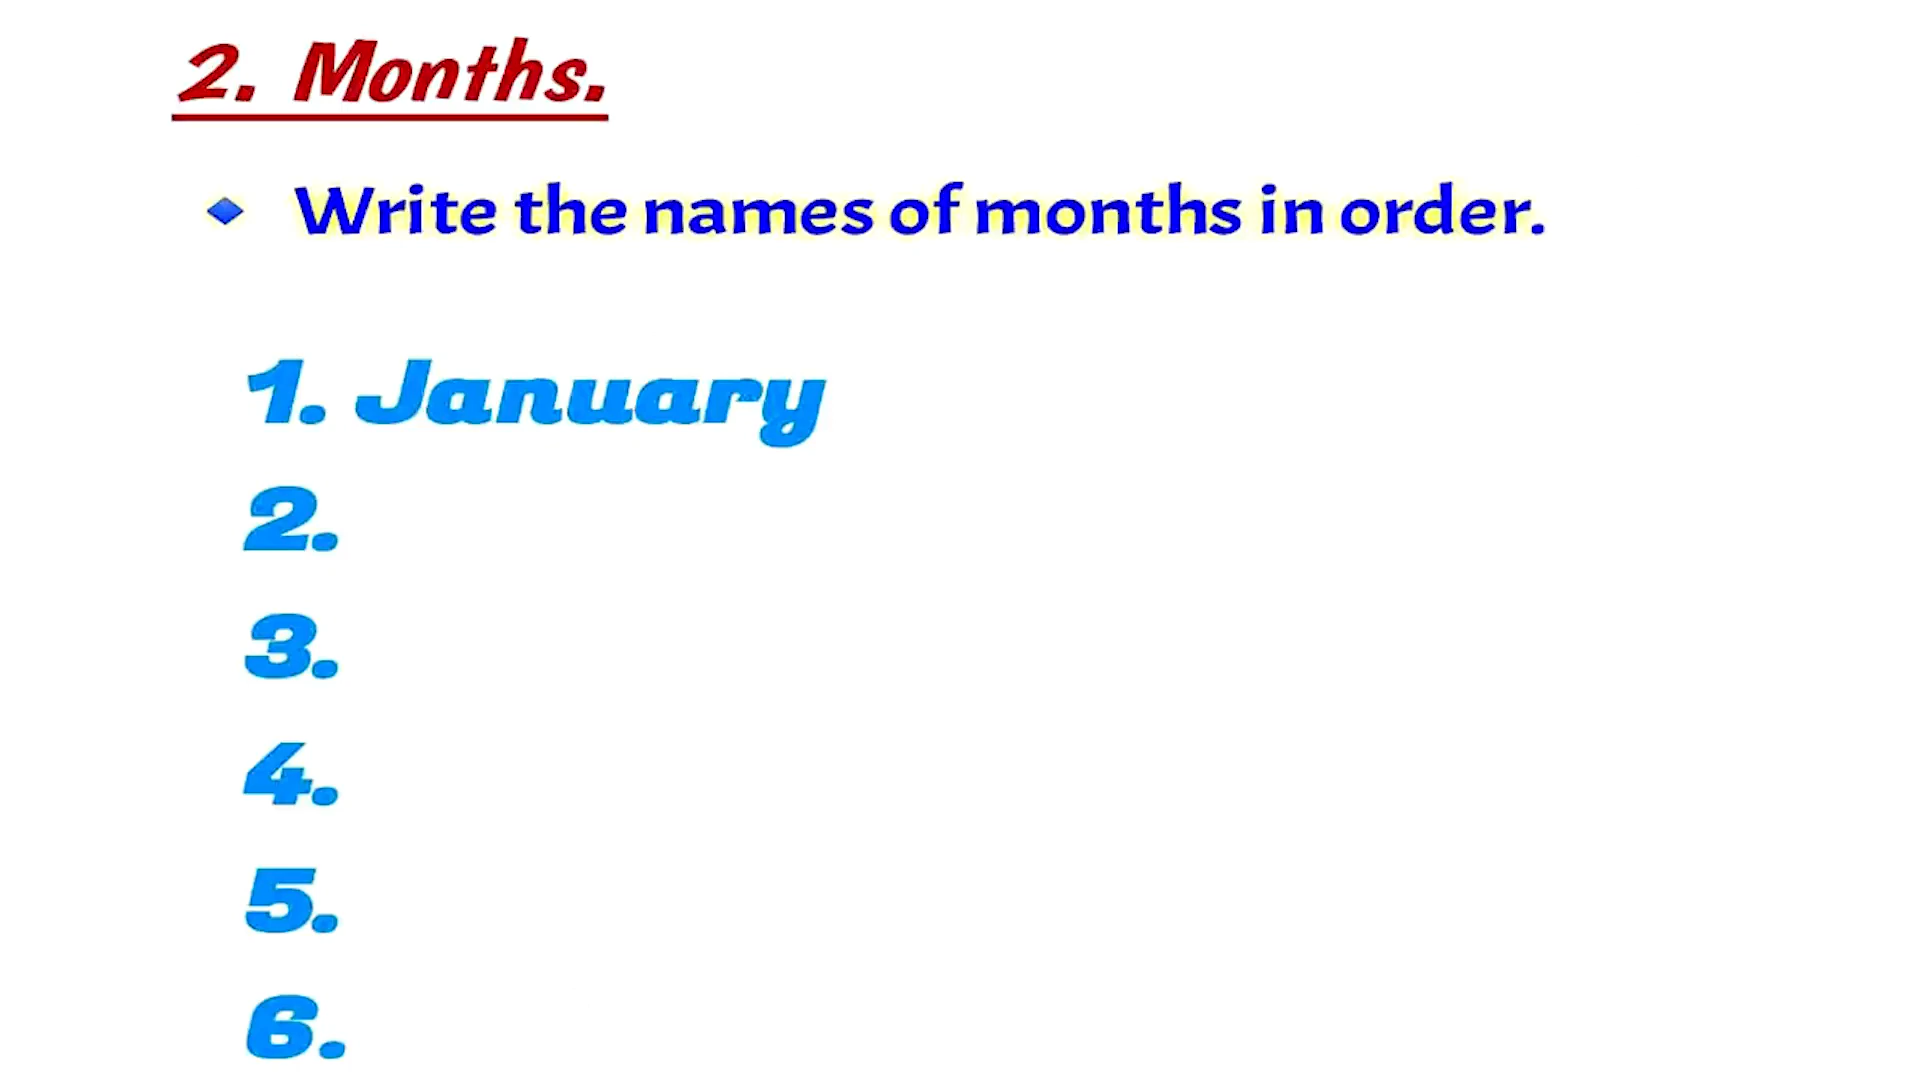 2. Months.
Write the names of months in order.
1. January
2.
3.
4.
5.
6.